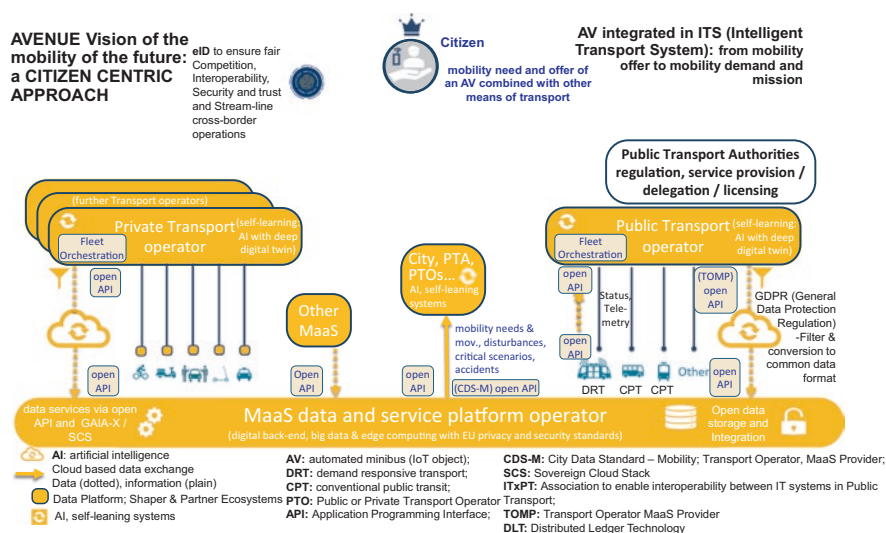 AVENUE Vision of the
mobility of the future:
a CITIZEN CENTRIC
APPROACH
eID to ensure fair
Competition,
Interoperability,
Security and trust
and Stream-line
cross-border
operations
Citizen
mobility need and offer of
an AV combined with other
means of transport
AV integrated in ITS (Intelligent
Transport System): from mobility
offer to mobility demand and
mission
Public Transport Authorities
regulation, service provision /
delegation / licensing
(further Transport operators)
Private Transport
operator
(self-learning:
AI with deep
digital twin)
Fleet
Orchestration
open
API
open
API
Other
MaaS
Open
API
City, PTA,
PTOs...
AI, self-leaning
systems
mobility needs &
mov., disturbances,
critical scenarios,
accidents
open
API
(CDS-M) open API
Public Transport
operator
(self-learning:
AI with deep
digital twin)
Fleet
Orchestration
open
API
Status,
Tele-
metry
open
API
(TOMP)
open
API
GDPR (General
Data Protection
Regulation)
-Filter &
conversion to
common data
format
Other
open
API
DRT
CPT
CPT
data services via open
API and GAIA-X /
SCS
MaaS data and service platform operator
(digital back-end, big data & edge computing with EU privacy and security standards)
Open data
storage and
Integration
AI: artificial intelligence
Cloud based data exchange
Data (dotted), information (plain)
Data Platform; Shaper & Partner Ecosystems
AI, self-leaning systems
AV: automated minibus (IoT object);
DRT: demand responsive transport;
CPT: conventional public transit;
PTO: Public or Private Transport Operator
API: Application Programming Interface;
CDS-M: City Data Standard – Mobility; Transport Operator, MaaS Provider;
SCS: Sovereign Cloud Stack
ITxPT: Association to enable interoperability between IT systems in Public
Transport;
TOMP: Transport Operator MaaS Provider
DLT: Distributed Ledger Technology